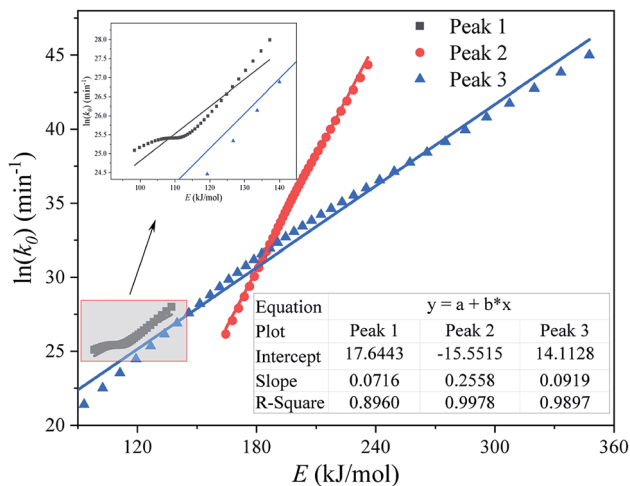 Peak 1
Peak 2
Peak 3
ln(k0) (min-1)
45
40
35
30
25
20
120
180
240
300
360
E (kJ/mol)
ln(k0) (min-1)
28.0
27.5
27.0
26.5
26.0
25.5
25.0
24.5
100
110
120
130
140
E (kJ/mol)
Equation y = a + b*x
Plot Peak 1 Peak 2 Peak 3
Intercept 17.6443 -15.5515 14.1128
Slope 0.0716 0.2558 0.0919
R-Square 0.8960 0.9978 0.9897